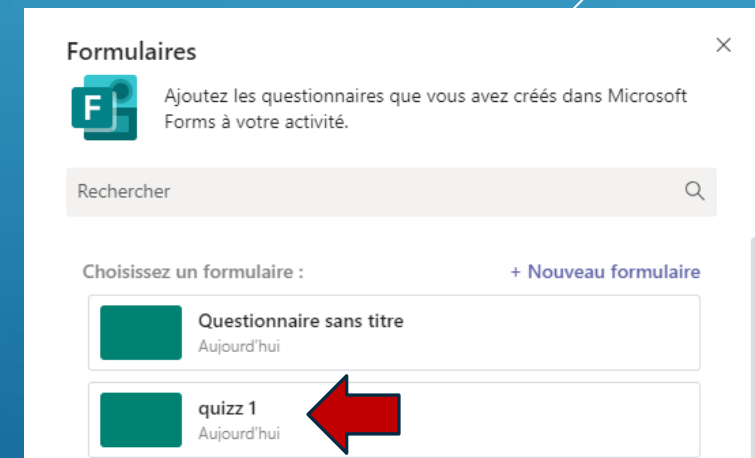 Formulaires
F
Ajoutez les questionnaires que vous avez créés dans Microsoft
Forms à votre activité.
Rechercher
Choisissez un formulaire :
+ Nouveau formulaire
Questionnaire sans titre
Aujourd'hui
quizz 1
Aujourd'hui